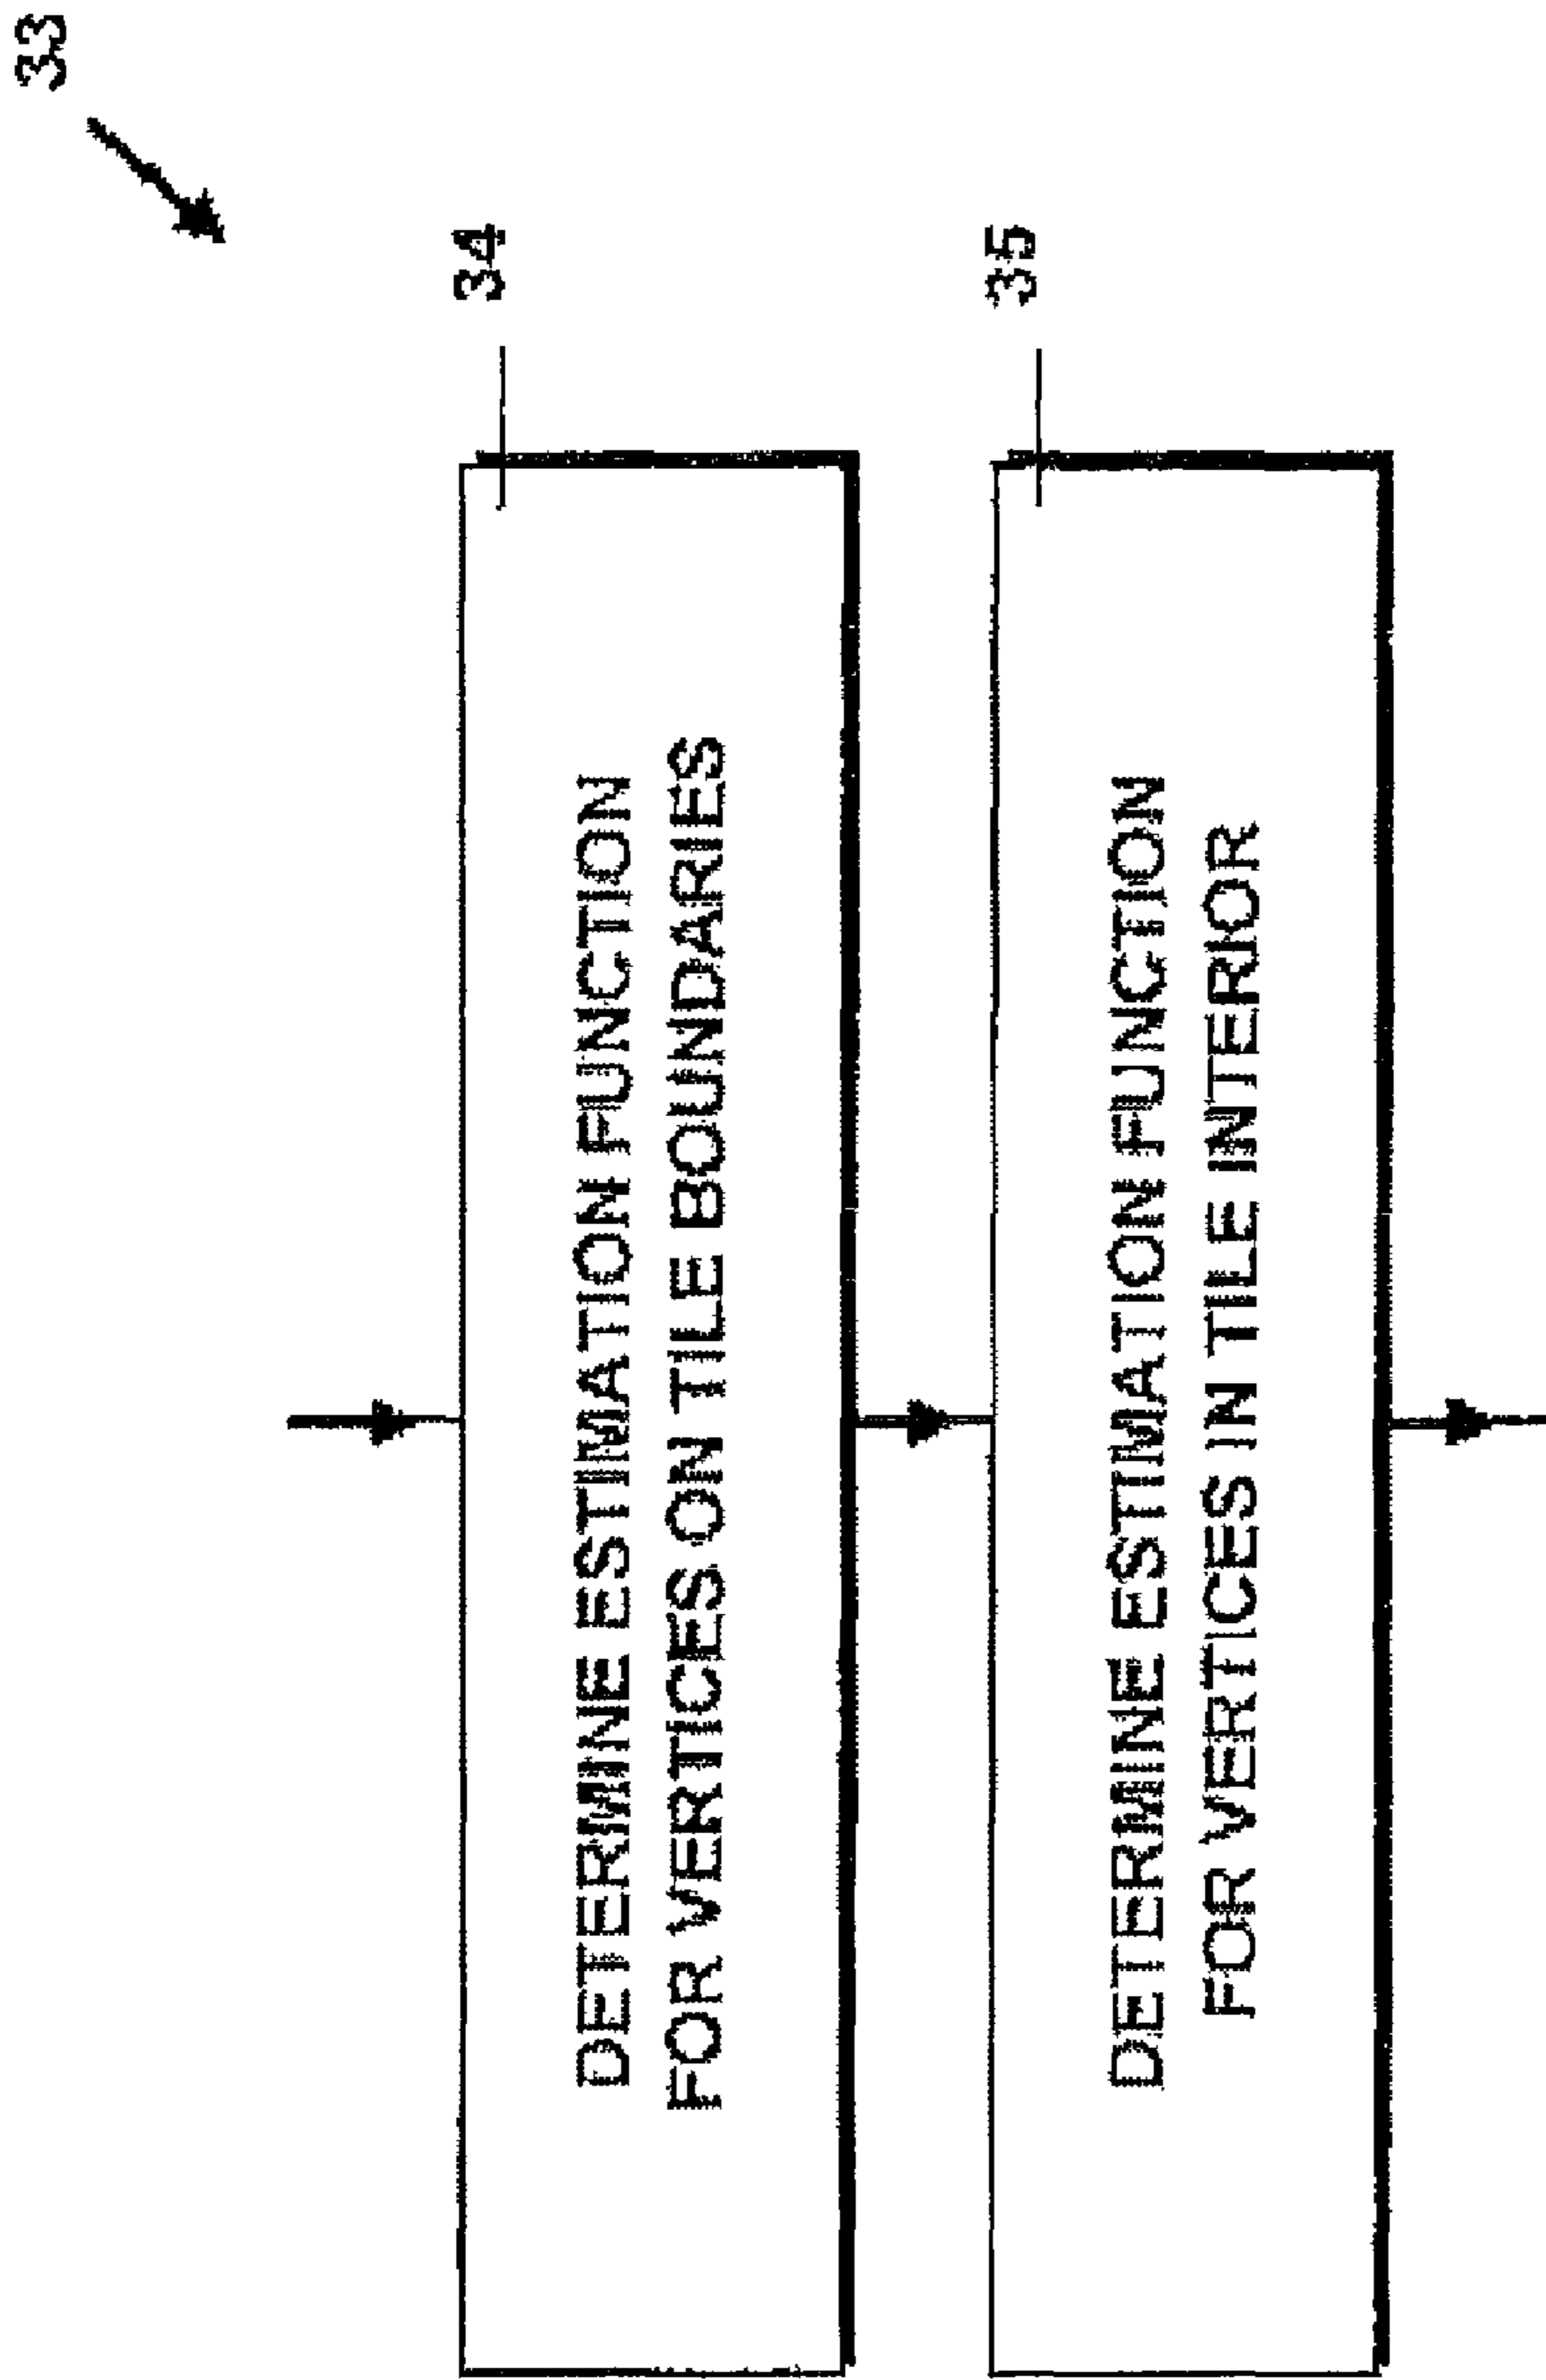 33
34
DETERMINE ESTIMATION FUNCTION
FOR VERTICES ON TILE BOUNDARIES
35
DETERMINE ESTIMATION FUNCTION
FOR VERTICES IN TILE INTERIOR